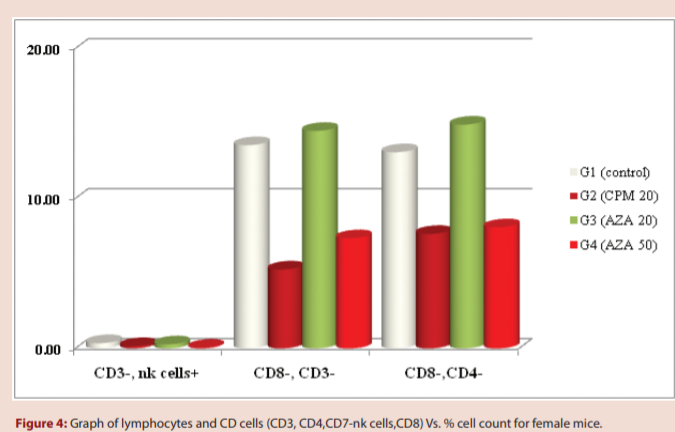 20.00
10.00
0.00
CD3-, nk cells+
CD8-, CD3-
CD8-,CD4-
G1 (control)
G2 (CPM 20)
G3 (AZA 20)
G4 (AZA 50)
Figure 4: Graph of lymphocytes and CD cells (CD3, CD4,CD7-nk cells,CD8) Vs. % cell count for female mice.